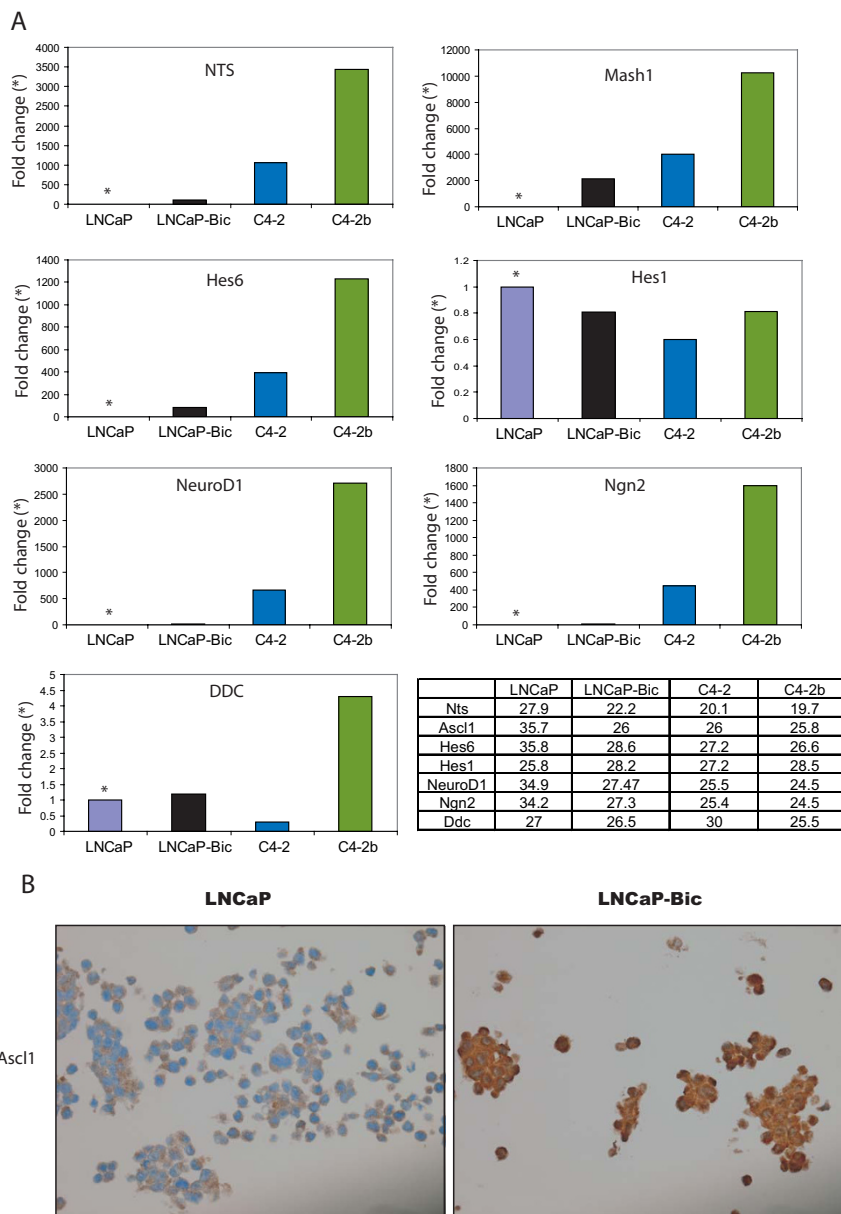 A
NTS
Fold change (*)
4000
3500
3000
2500
2000
1500
1000
500
0
*
LNCaP LNCaP-Bic C4-2 C4-2b
Mash1
Fold change (*)
12000
10000
8000
6000
4000
2000
0
*
LNCaP LNCaP-Bic C4-2 C4-2b
Hes6
Fold change (*)
1400
1200
1000
800
600
400
200
0
*
LNCaP LNCaP-Bic C4-2 C4-2b
Hes1
Fold change (*)
1.2
1
0.8
0.6
0.4
0.2
0
*
LNCaP LNCaP-Bic C4-2 C4-2b
NeuroD1
Fold change (*)
3000
2500
2000
1500
1000
500
0
*
LNCaP LNCaP-Bic C4-2 C4-2b
Ngn2
Fold change (*)
1800
1600
1400
1200
1000
800
600
400
200
0
*
LNCaP LNCaP-Bic C4-2 C4-2b
DDC
Fold change (*)
5
4.5
4
3.5
3
2.5
2
1.5
1
0.5
0
*
LNCaP LNCaP-Bic C4-2 C4-2b
LNCaP LNCaP-Bic C4-2 C4-2b
Nts 27.9 22.2 20.1 19.7
Ascl1 35.7 26 26 25.8
Hes6 35.8 28.6 27.2 26.6
Hes1 25.8 28.2 27.2 28.5
NeuroD1 34.9 27.47 25.5 24.5
Ngn2 34.2 27.3 25.4 24.5
Ddc 27 26.5 30 25.5
B
LNCaP LNCaP-Bic
Ascl1